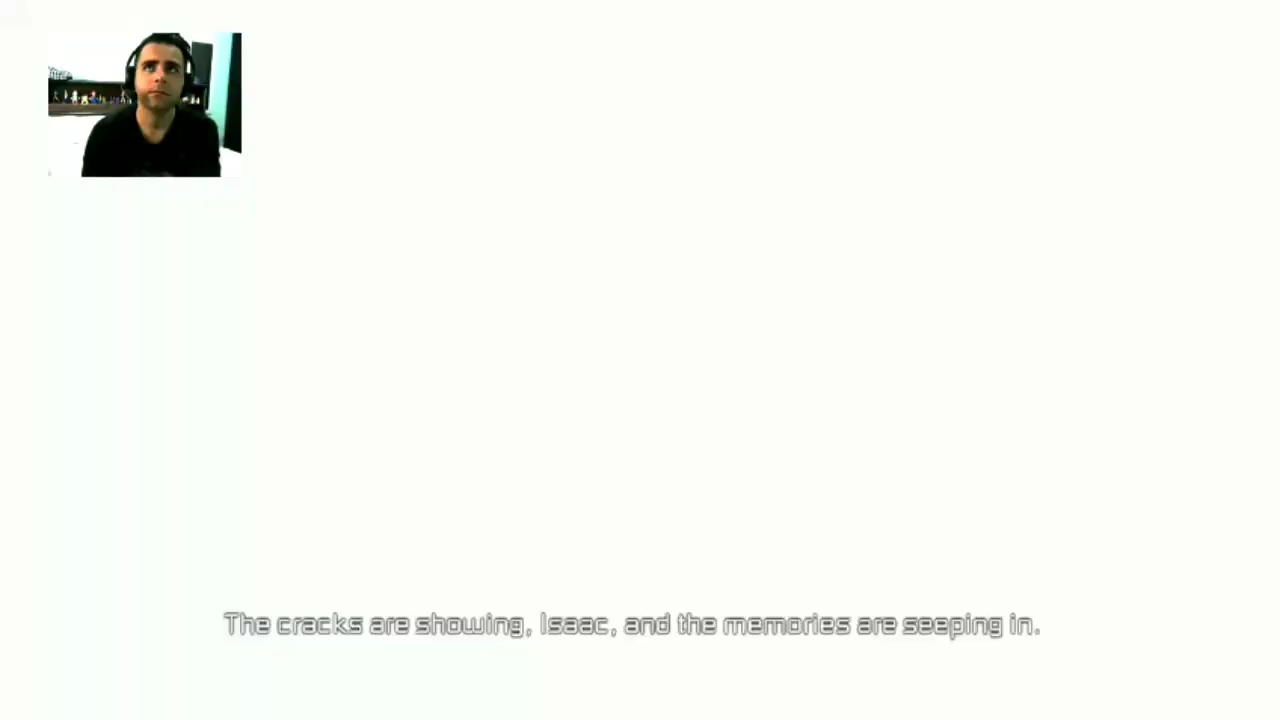 The cracks are showing, Isaac, and the memories are seeping in.